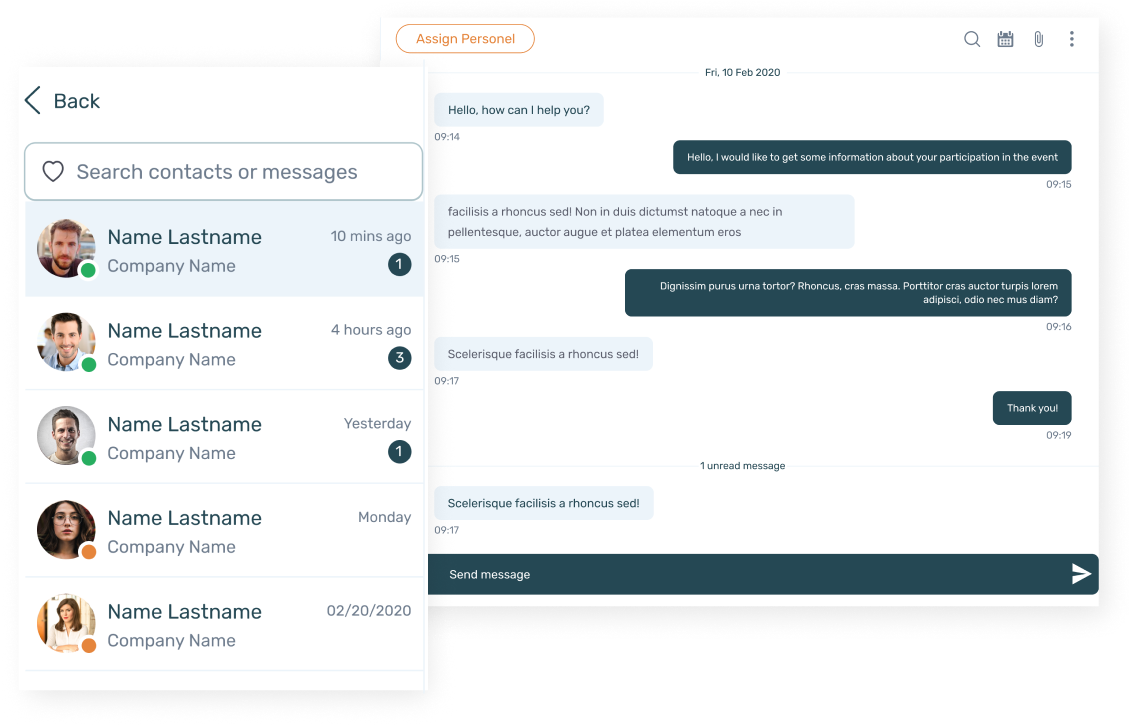 Back
Search contacts or messages
Name Lastname
10 mins ago
Company Name
1
Name Lastname
4 hours ago
Company Name
3
Name Lastname
Yesterday
Company Name
1
Name Lastname
Monday
Company Name
Name Lastname
02/20/2020
Company Name
Assign Personel
Fri, 10 Feb 2020
Hello, how can I help you?
09:14
Hello, I would like to get some information about your participation in the event
09:15
facilisis a rhoncus sed! Non in duis dictumst natoque a nec in
pellentesque, auctor augue et platea elementum eros
09:15
Dignissim purus urna tortor? Rhoncus, cras massa. Porttitor cras auctor turpis lorem
adipisci, odio nec mus diam?
09:16
Scelerisque facilisis a rhoncus sed!
09:17
Thank you!
09:19
1 unread message
Scelerisque facilisis a rhoncus sed!
09:17
Send message